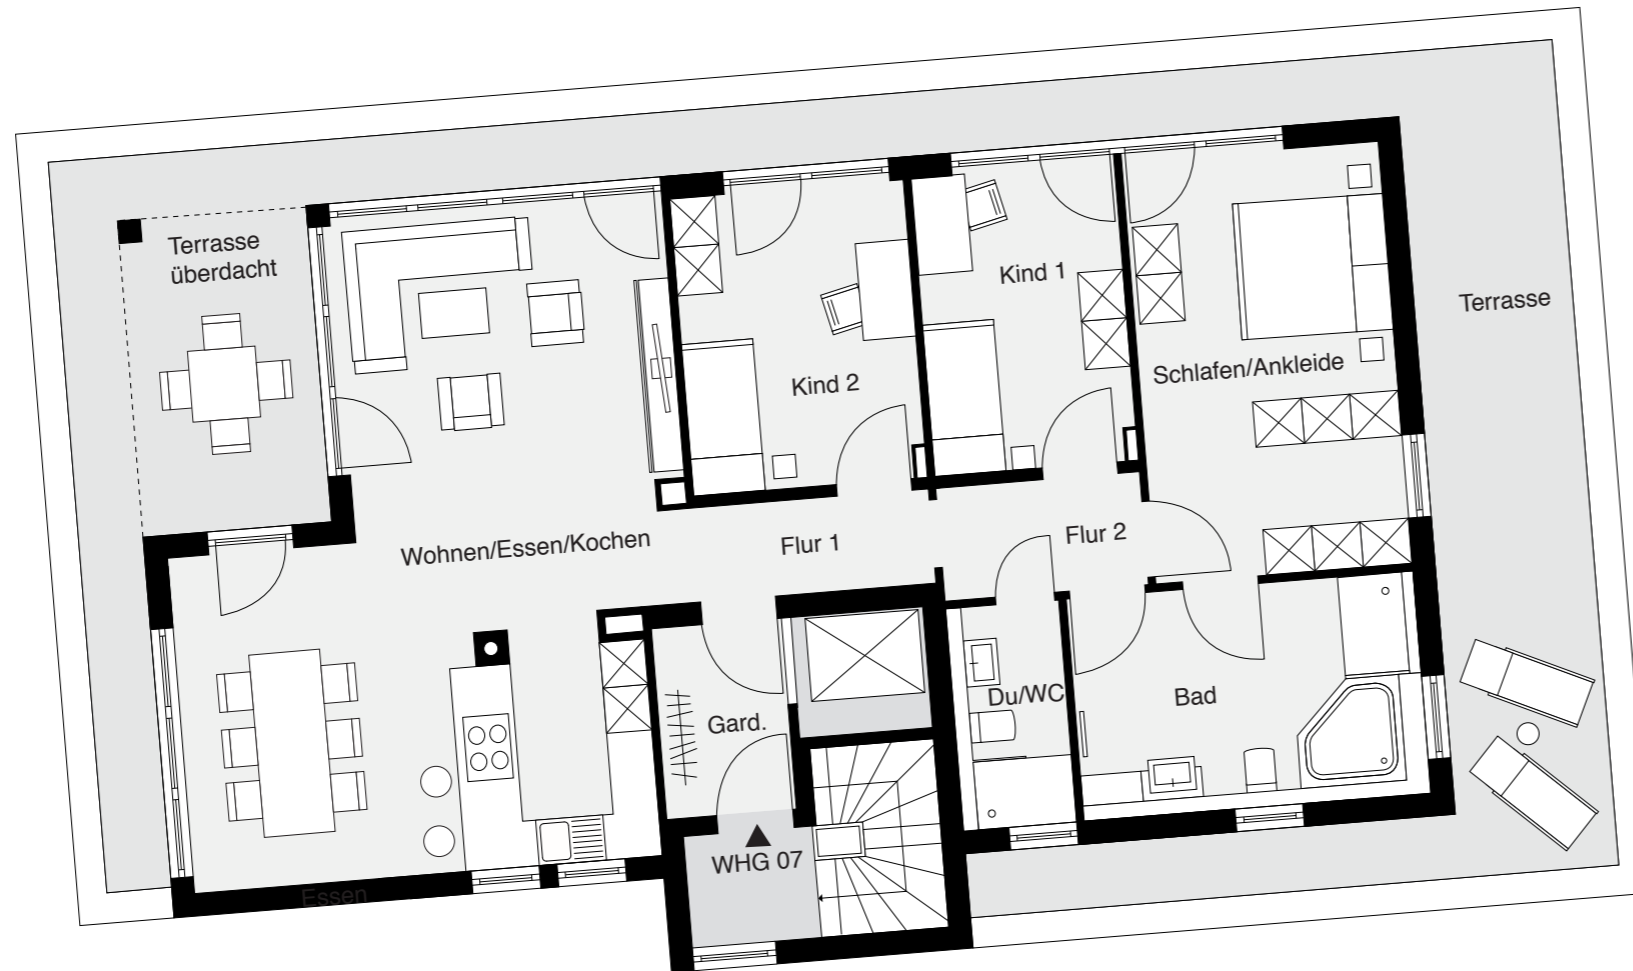 Terrasse
überdacht
Kind 1
Terrasse
Kind 2
Schlafen/Ankleide
Wohnen/Essen/Kochen
Flur 1
Flur 2
Du/WC
Bad
Gard.
WHG 07
Essen